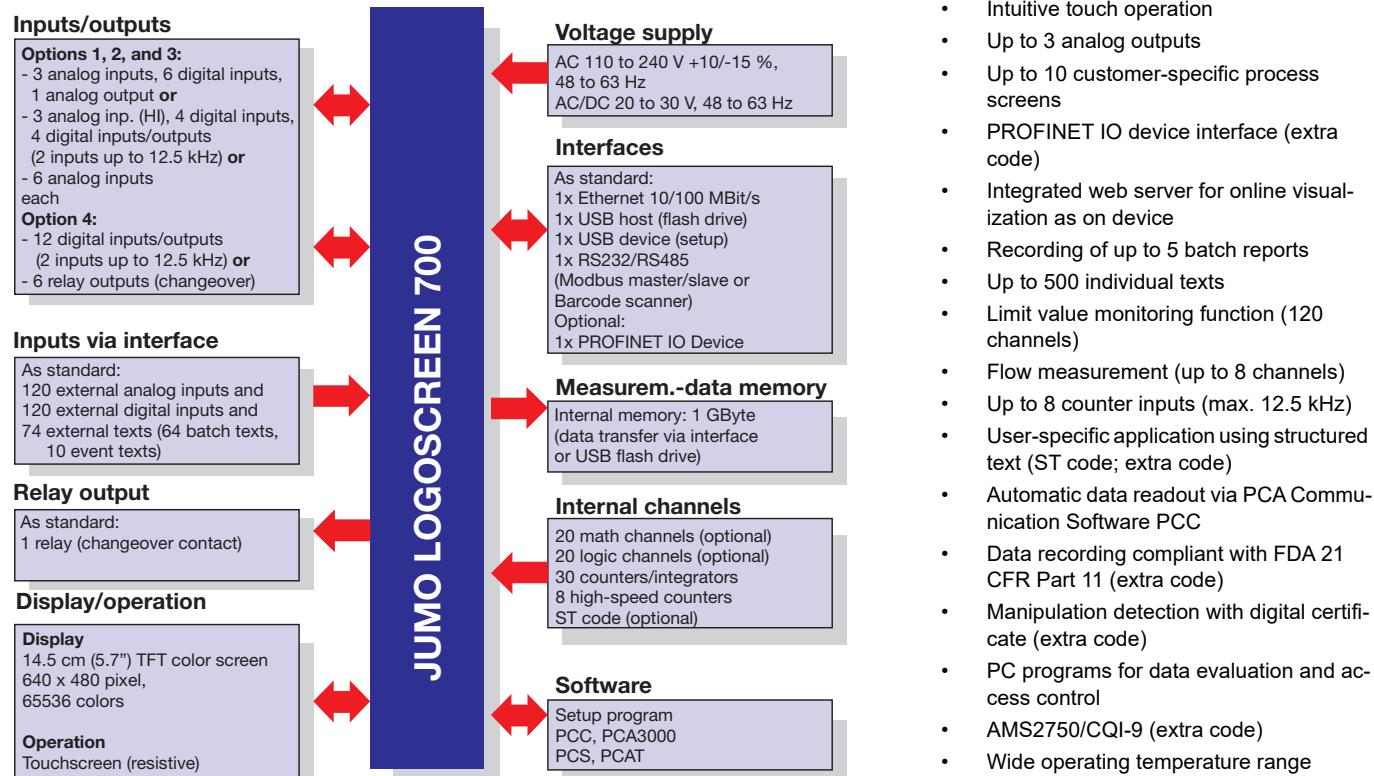 Inputs/outputs
Options 1, 2, and 3:
- 3 analog inputs, 6 digital inputs,
1 analog output or
- 3 analog inp. (HI), 4 digital inputs,
4 digital inputs/outputs
(2 inputs up to 12.5 kHz) or
- 6 analog inputs
each
Option 4:
- 12 digital inputs/outputs
(2 inputs up to 12.5 kHz) or
- 6 relay outputs (changeover)
Inputs via interface
As standard:
120 external analog inputs and
120 external digital inputs and
74 external texts (64 batch texts,
10 event texts)
Relay output
As standard:
1 relay (changeover contact)
Display/operation
Display
14.5 cm (5.7”) TFT color screen
640 x 480 pixel,
65536 colors
Operation
Touchscreen (resistive)
JUMO LOGOSCREEN 700
Voltage supply
AC 110 to 240 V +10/-15 %,
48 to 63 Hz
AC/DC 20 to 30 V, 48 to 63 Hz
Interfaces
As standard:
1x Ethernet 10/100 MBit/s
1x USB host (flash drive)
1x USB device (setup)
1x RS232/RS485
(Modbus master/slave or
Barcode scanner)
Optional:
1x PROFINET IO Device
Measurem.-data memory
Internal memory: 1 GByte
(data transfer via interface
or USB flash drive)
Internal channels
20 math channels (optional)
20 logic channels (optional)
30 counters/integrators
8 high-speed counters
ST code (optional)
Software
Setup program
PCC, PCA3000
PCS, PCAT
• Intuitive touch operation
• Up to 3 analog outputs
• Up to 10 customer-specific process
screens
• PROFINET IO device interface (extra
code)
• Integrated web server for online visual-
ization as on device
• Recording of up to 5 batch reports
• Up to 500 individual texts
• Limit value monitoring function (120
channels)
• Flow measurement (up to 8 channels)
• Up to 8 counter inputs (max. 12.5 kHz)
• User-specific application using structured
text (ST code; extra code)
• Automatic data readout via PCA Commu-
nication Software PCC
• Data recording compliant with FDA 21
CFR Part 11 (extra code)
• Manipulation detection with digital certifi-
cate (extra code)
• PC programs for data evaluation and ac-
cess control
• AMS2750/CQI-9 (extra code)
• Wide operating temperature range